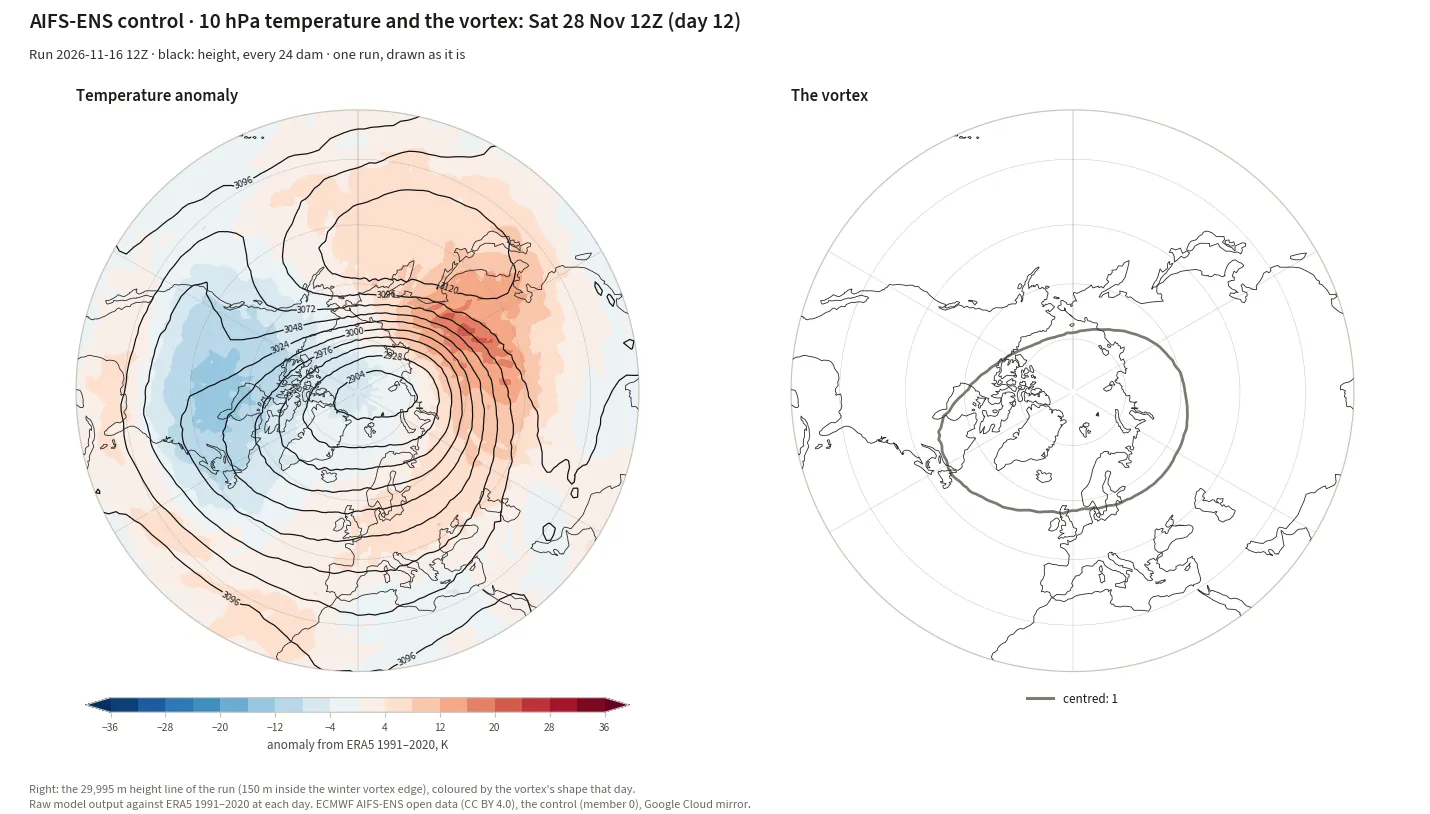 AIFS-ENS control · 10 hPa temperature and the vortex: Sat 28 Nov 12Z (day 12)
Run 2026-11-16 12Z · black: height, every 24 dam · one run, drawn as it is
Temperature anomaly
The vortex
3096
3120
3096
3072
3048
3000
3024
2976
2928
2904
3096
3096
−36 −28 −20 −12 −4 4 12 20 28 36
anomaly from ERA5 1991–2020, K
centred: 1
Right: the 29,995 m height line of the run (150 m inside the winter vortex edge), coloured by the vortex's shape that day.
Raw model output against ERA5 1991–2020 at each day. ECMWF AIFS-ENS open data (CC BY 4.0), the control (member 0), Google Cloud mirror.